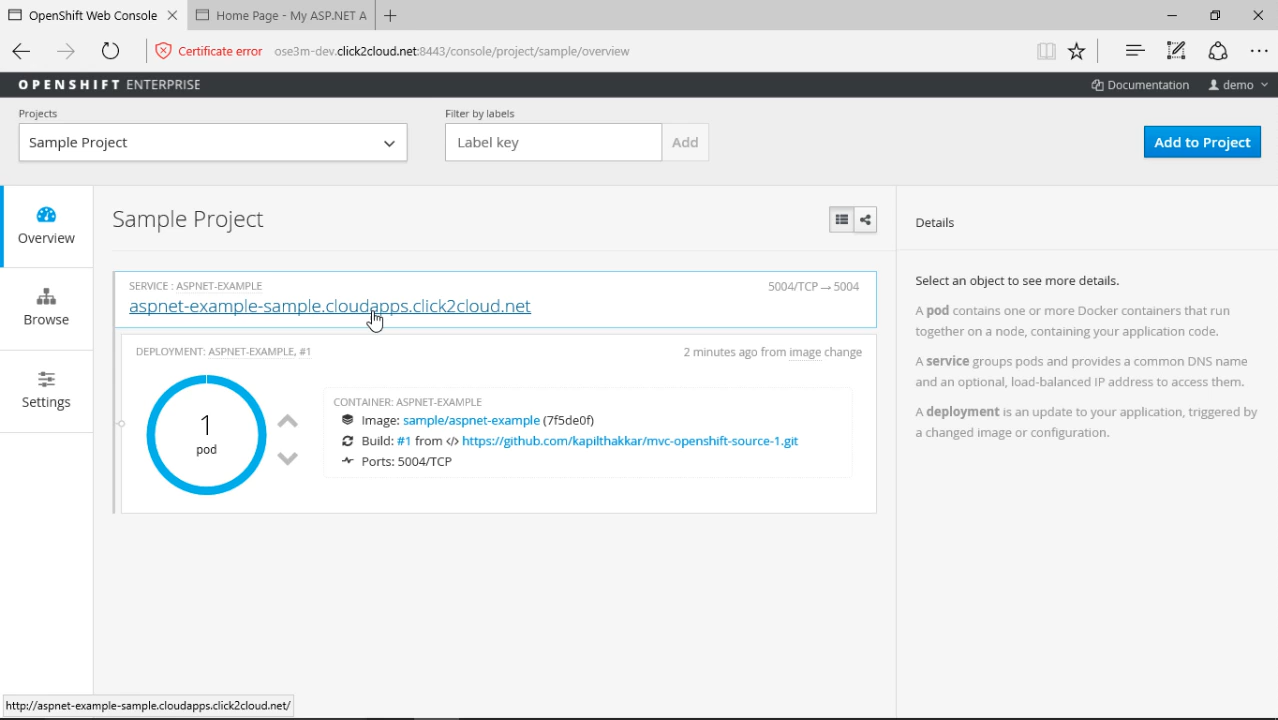 OpenShift Web Console
Home Page - My ASP.NET A
Certificate error ose3m-dev.click2cloud.net:8443/console/project/sample/overview
OPENSHIFT ENTERPRISE
Documentation
demo
Projects
Filter by labels
Sample Project
Label key
Add
Add to Project
Overview
Browse
Settings
Sample Project
SERVICE : ASPNET-EXAMPLE
5004/TCP → 5004
aspnet-example-sample.cloudapps.click2cloud.net
DEPLOYMENT: ASPNET-EXAMPLE, #1
2 minutes ago from image change
1
pod
CONTAINER: ASPNET-EXAMPLE
Image: sample/aspnet-example (7f5de0f)
Build: #1 from </> https://github.com/kapilthakkar/mvc-openshift-source-1.git
Ports: 5004/TCP
Details
Select an object to see more details.
A pod contains one or more Docker containers that run
together on a node, containing your application code.
A service groups pods and provides a common DNS name
and an optional, load-balanced IP address to access them.
A deployment is an update to your application, triggered by
a changed image or configuration.
http://aspnet-example-sample.cloudapps.click2cloud.net/